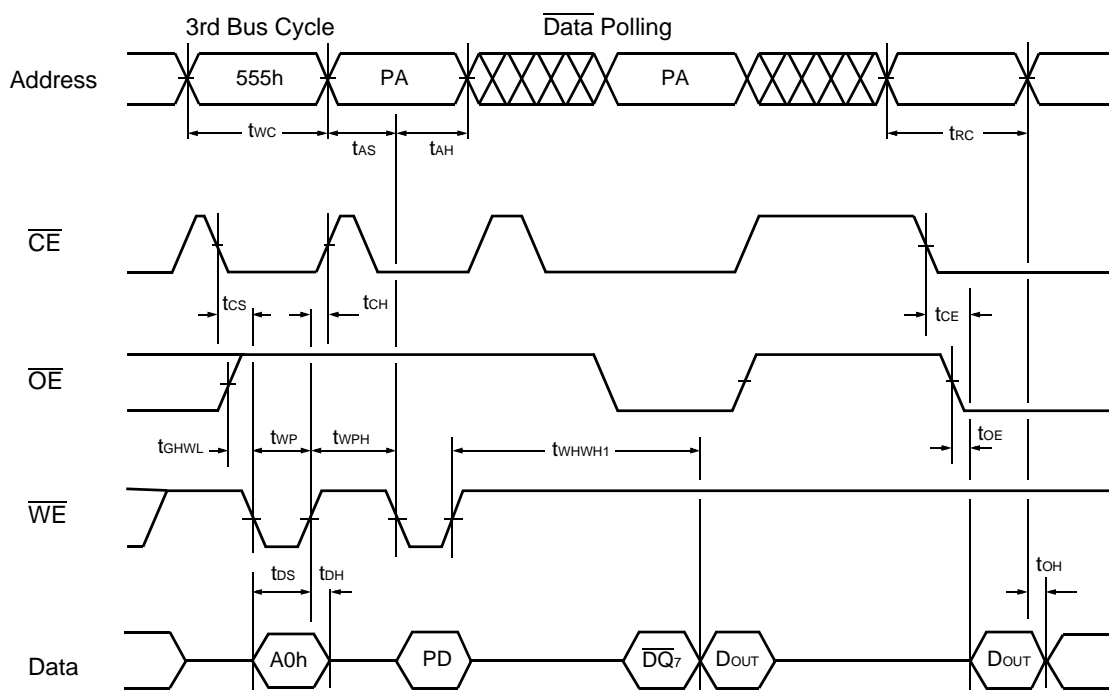 3rd Bus Cycle
Data Polling
Address
555h
PA
PA
tWC
tAS
tAH
tRC
CE
tCS
tCH
tCE
OE
tGHWL
tWP
tWPH
tWHWH1
tOE
WE
tDS
tDH
tOH
Data
A0h
PD
DQ7
DOUT
DOUT